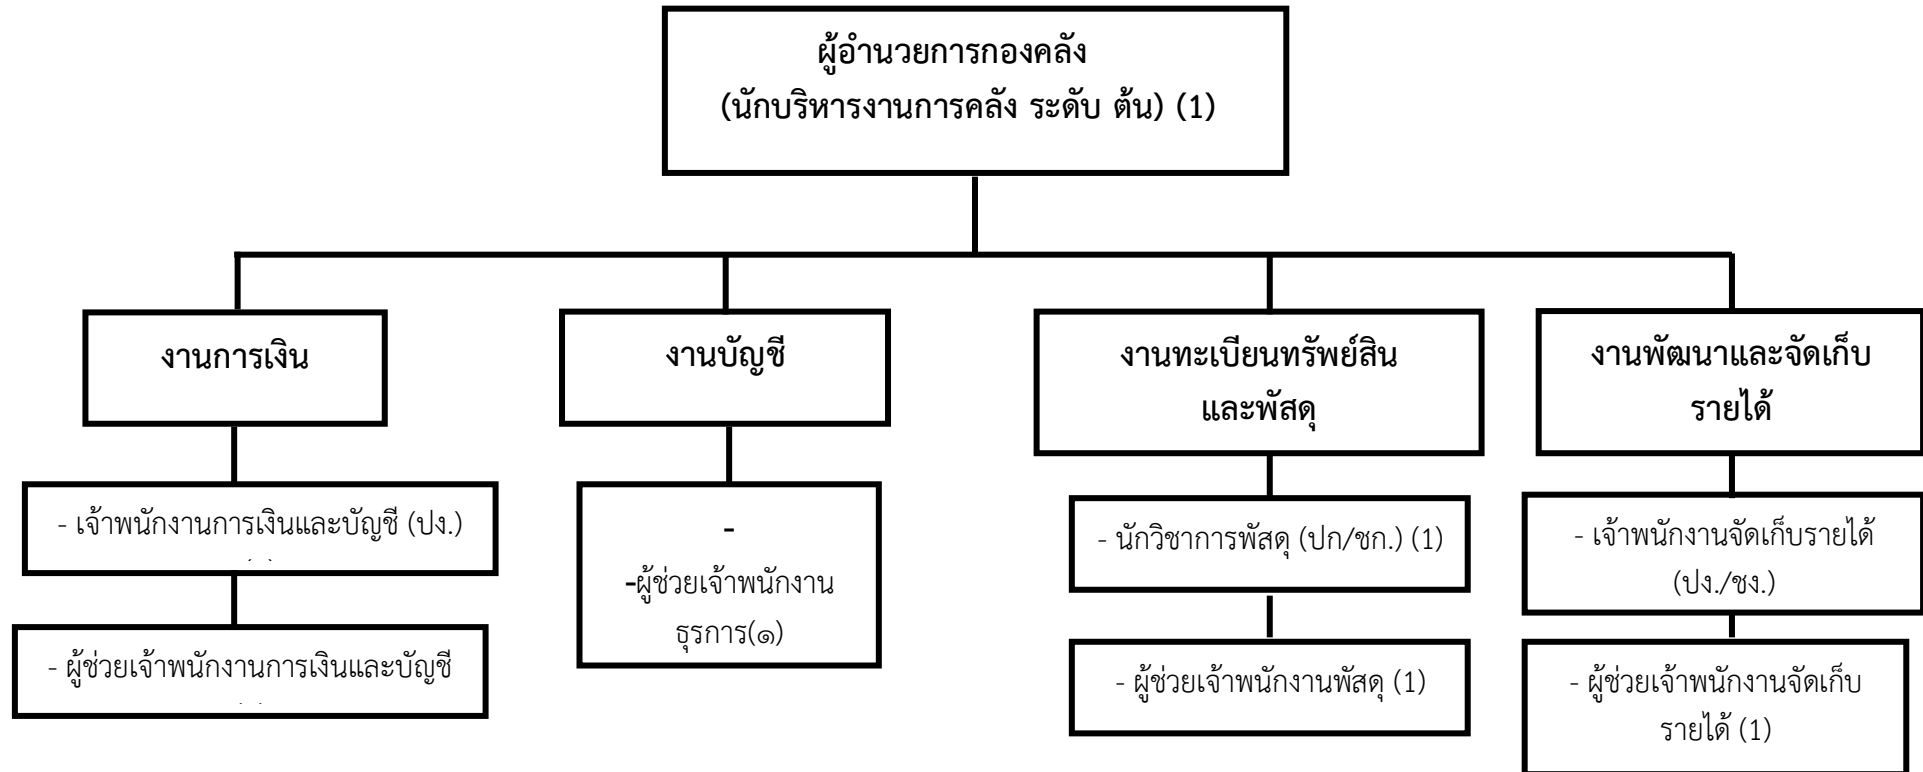 ผู้อำนวยการกองคลัง
(นักบริหารงานการคลัง ระดับ ต้น) (1)
งานการเงิน
งานบัญชี
งานทะเบียนทรัพย์สิน
และพัสดุ
งานพัฒนาและจัดเก็บ
รายได้
- เจ้าพนักงานการเงินและบัญชี (ปง.)
- ผู้ช่วยเจ้าพนักงานการเงินและบัญชี
-
-ผู้ช่วยเจ้าพนักงาน
ธุรการ(๑)
- นักวิชาการพัสดุ (ปก/ชก.) (1)
- ผู้ช่วยเจ้าพนักงานพัสดุ (1)
- เจ้าพนักงานจัดเก็บรายได้
(ปง./ชง.)
- ผู้ช่วยเจ้าพนักงานจัดเก็บ
รายได้ (1)